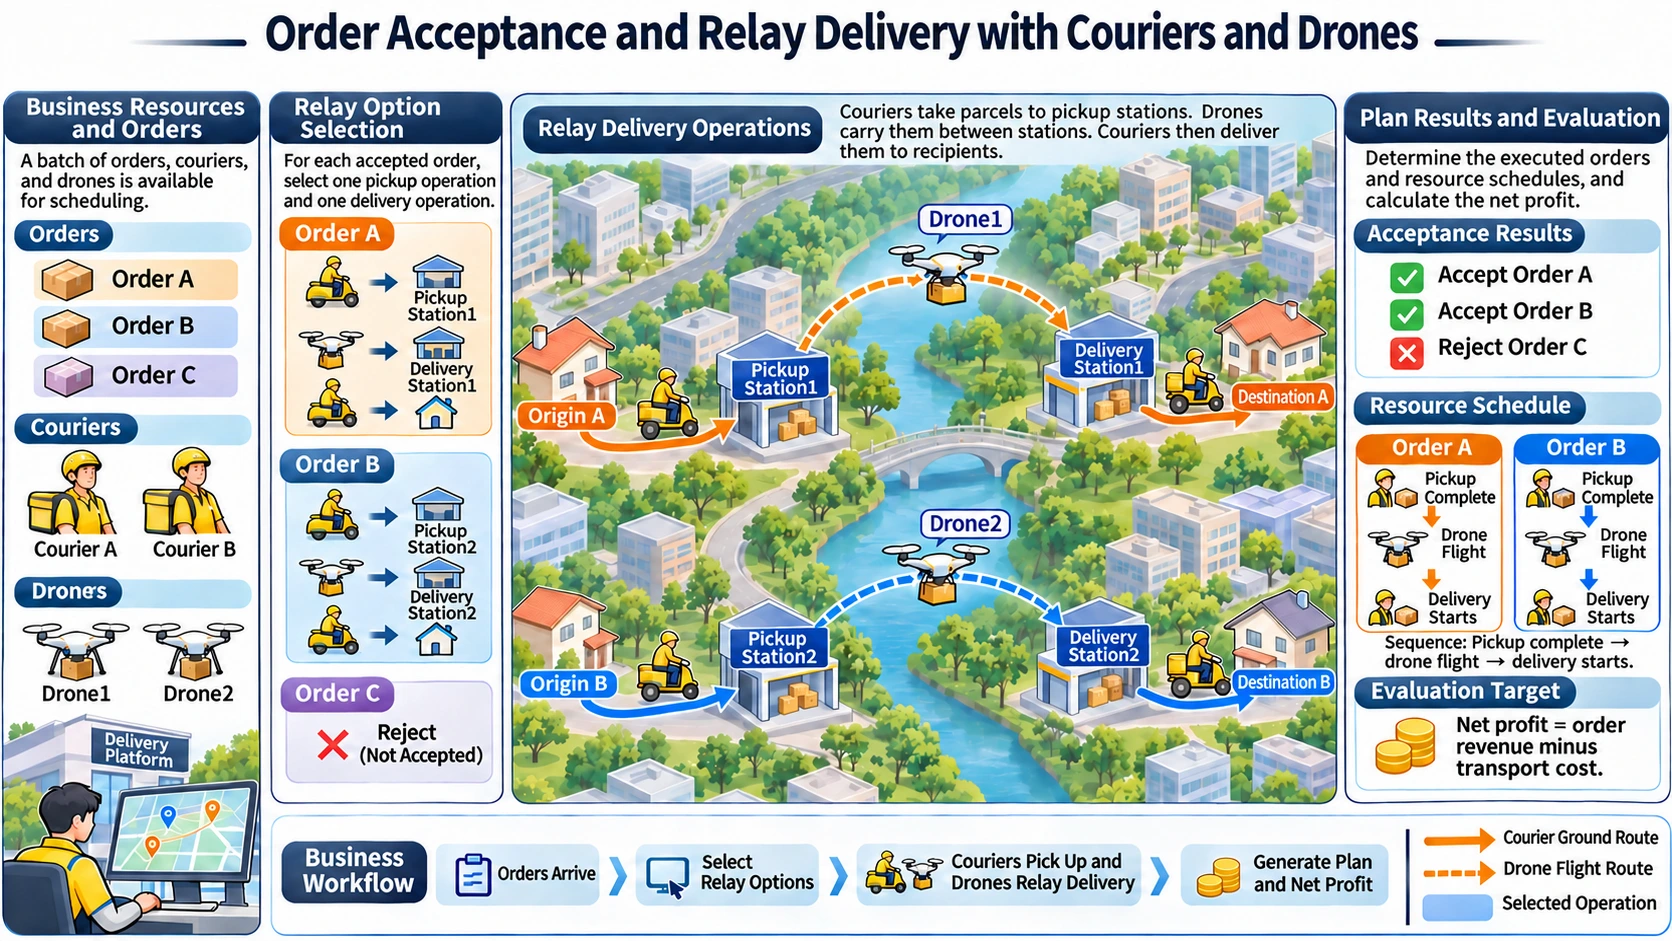 Order Acceptance and Relay Delivery with Couriers and Drones
Business Resources
and Orders
A batch of orders, couriers,
and drones is available
for scheduling.
Orders
Order A
Order B
Order C
Couriers
Courier A
Courier B
Drones
Drone1
Drone2
Delivery
Platform
Relay Option
Selection
For each accepted order,
select one pickup operation
and one delivery operation.
Order A
Pickup
Station1
Delivery
Station1
Order B
Pickup
Station2
Delivery
Station2
Order C
Reject
(Not Accepted)
Relay Delivery Operations
Couriers take parcels to pickup stations. Drones
carry them between stations. Couriers then deliver
them to recipients.
Drone1
Pickup
Station1
Delivery
Station1
Origin A
Destination A
Drone2
Pickup
Station2
Delivery
Station2
Origin B
Destination B
Plan Results and Evaluation
Determine the executed orders
and resource schedules, and
calculate the net profit.
Acceptance Results
Accept Order A
Accept Order B
Reject Order C
Resource Schedule
Order A
Pickup
Complete
Drone
Flight
Delivery
Starts
Order B
Pickup
Complete
Drone
Flight
Delivery
Starts
Sequence: Pickup complete →
drone flight → delivery starts.
Evaluation Target
Net profit = order
revenue minus
transport cost.
Business
Workflow
Orders Arrive
Select
Relay Options
Couriers Pick Up and
Drones Relay Delivery
Generate Plan
and Net Profit
Courier Ground Route
Drone Flight Route
Selected Operation